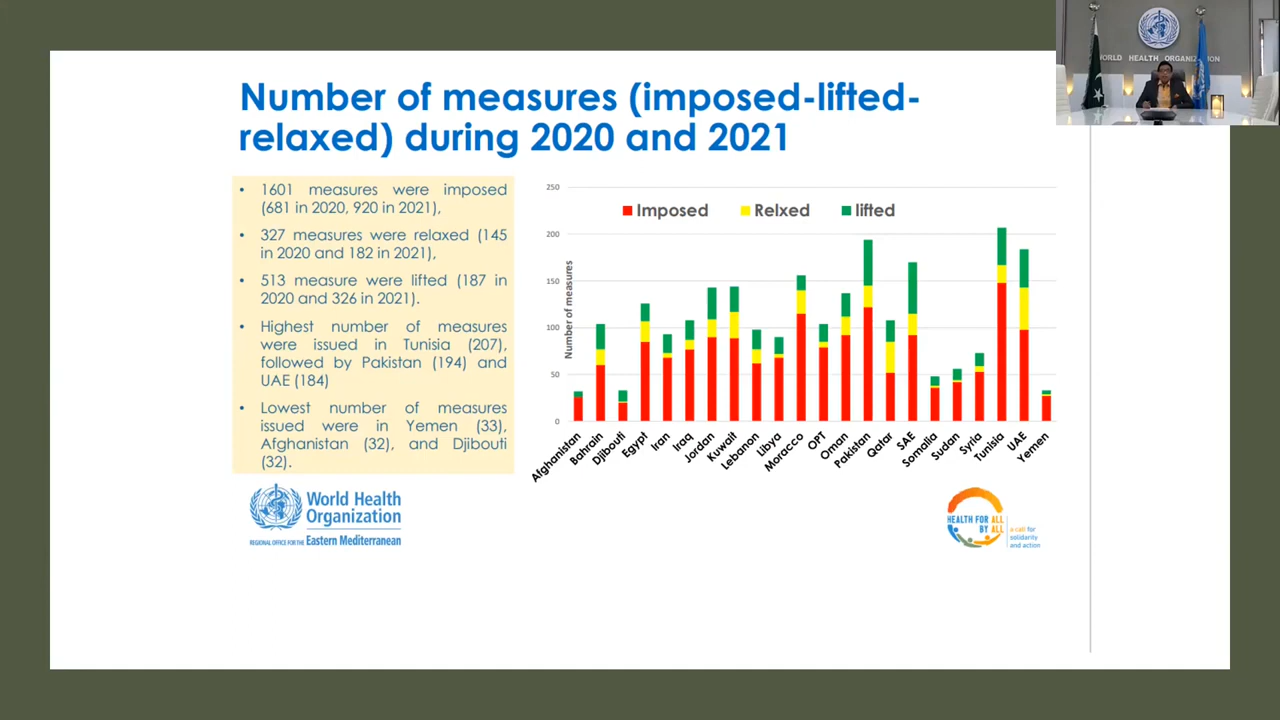 WORLD HEALTH ORGANIZATION
Number of measures (imposed-lifted-
relaxed) during 2020 and 2021
• 1601 measures were imposed
(681 in 2020, 920 in 2021),
• 327 measures were relaxed (145
in 2020 and 182 in 2021),
• 513 measure were lifted (187 in
2020 and 326 in 2021).
• Highest number of measures
were issued in Tunisia (207),
followed by Pakistan (194) and
UAE (184)
• Lowest number of measures
issued were in Yemen (33),
Afghanistan (32), and Djibouti
(32).
Imposed Relxed lifted
Number of measures
250
200
150
100
50
0
Afghanistan
Bahrain
Djibouti
Egypt
Iran
Iraq
Jordan
Kuwait
Lebanon
Libya
Morocco
OPT
Oman
Pakistan
Qatar
SAE
Somalia
Sudan
Syria
Tunisia
UAE
Yemen
World Health
Organization
REGIONAL OFFICE FOR THE Eastern Mediterranean
HEALTH FOR ALL
BY ALL
a call for
solidarity
and action